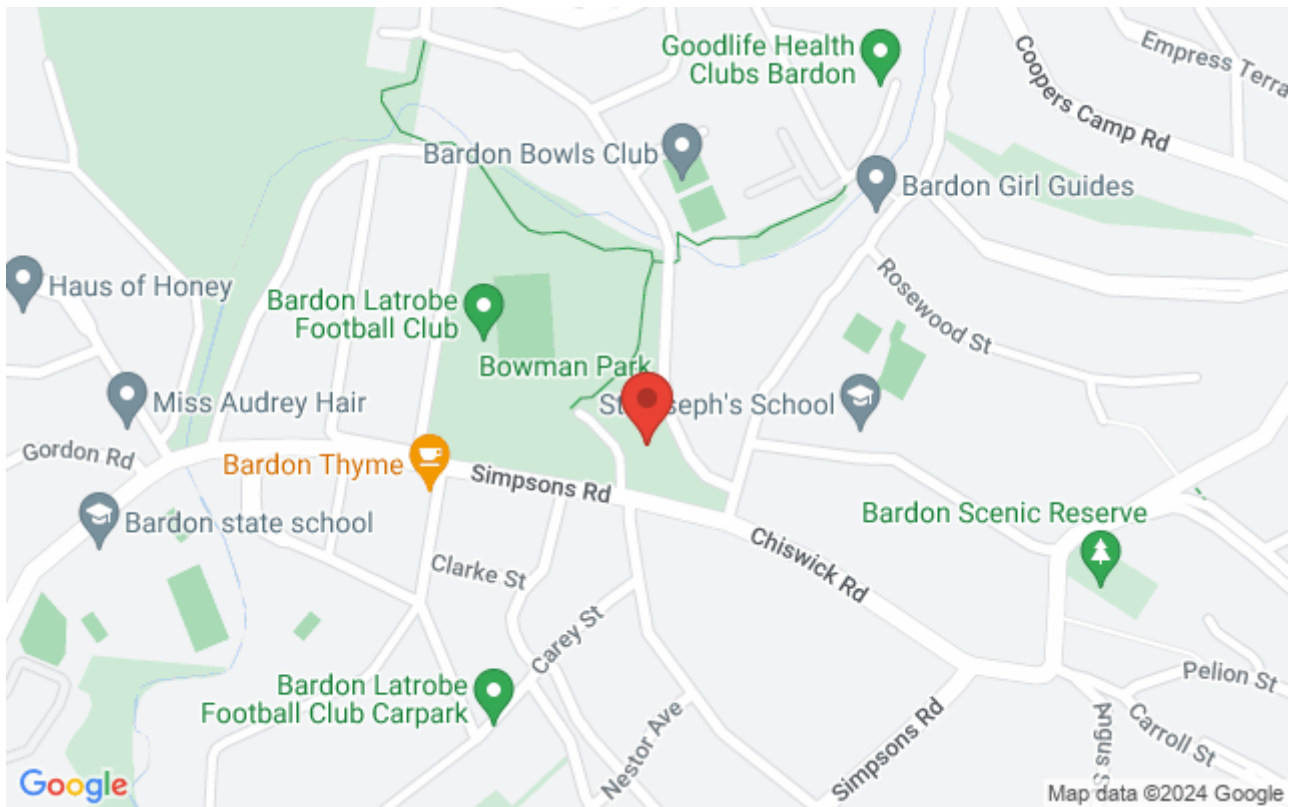 Goodlife Health
Clubs Bardon
Empress Terra
Coopers Camp Rd
Bardon Bowls Club
Bardon Girl Guides
Haus of Honey
Rosewood St
Bardon Latrobe
Football Club
Bowman Park
Miss Audrey Hair
St
seph's School
Gordon Rd
Bardon Thyme
Simpsons Rd
Bardon state school
Bardon Scenic Reserve
Chiswick Rd
Clarke St
Carey St
Bardon Latrobe
Football Club Carpark
Pelion St
Nestor Ave
Simpsons Rd
Angus S
Carroll St
Google
Map data ©2024 Google